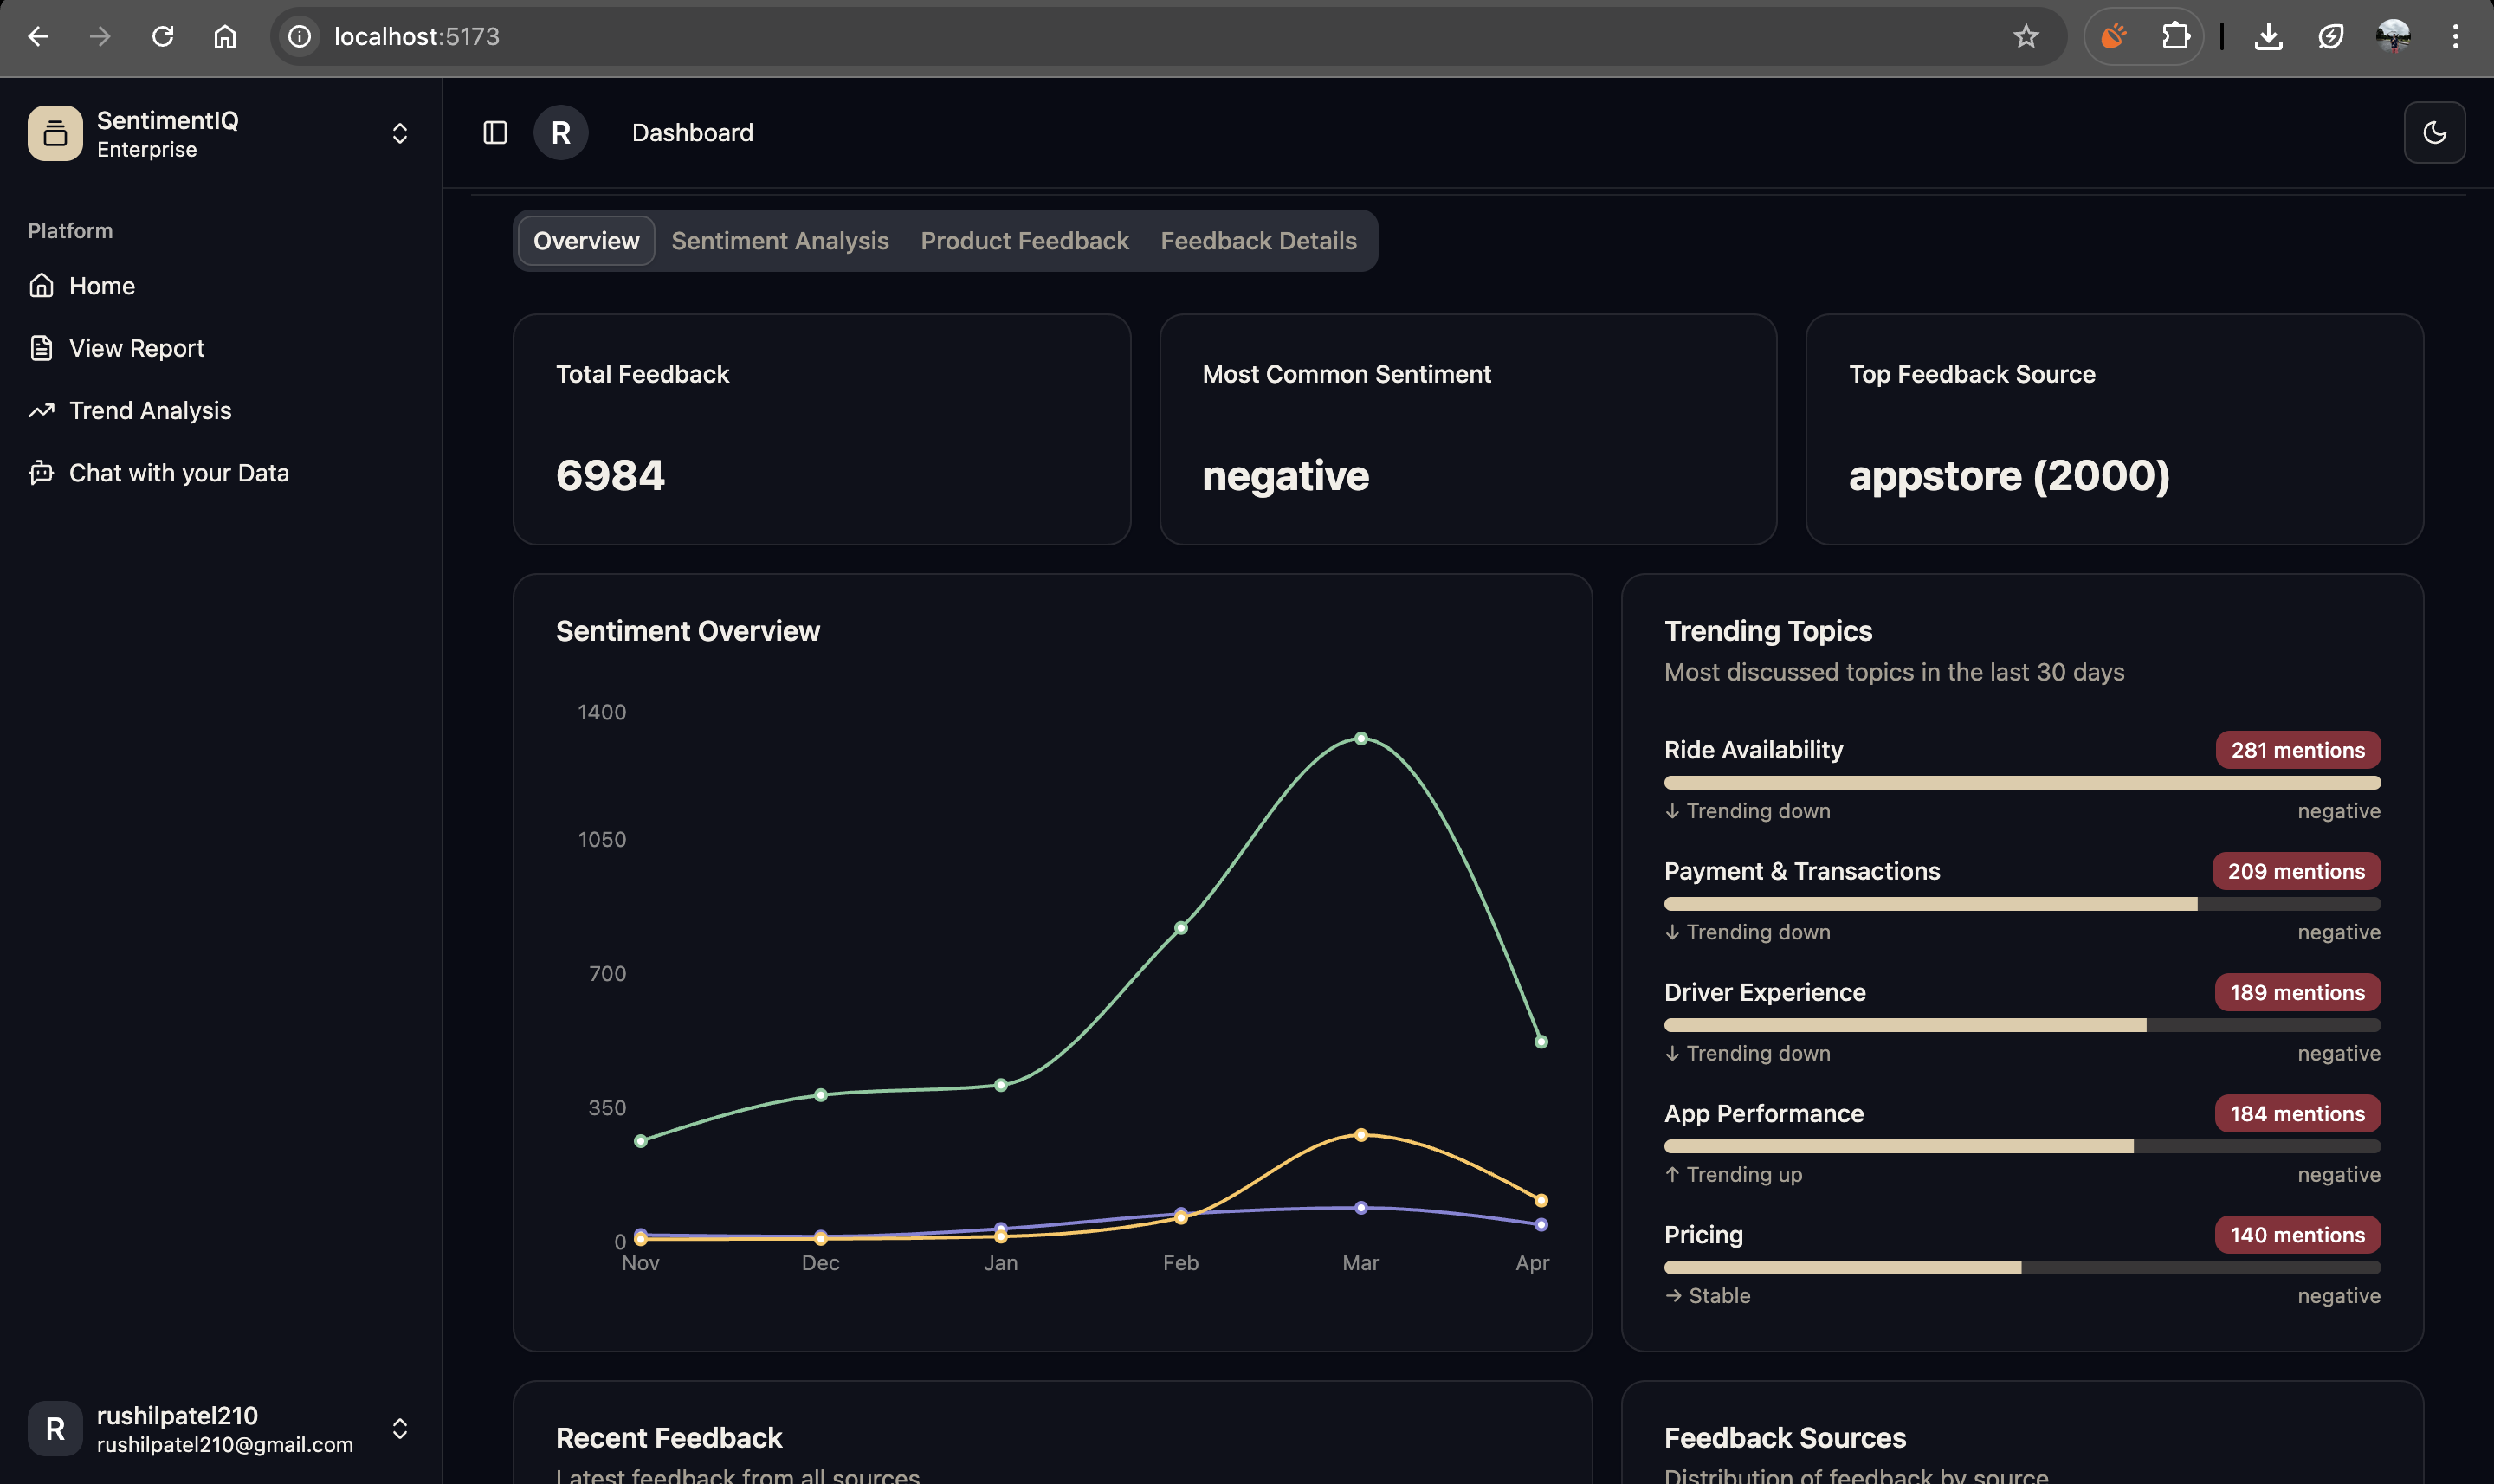 localhost:5173
SentimentIQ
Enterprise
Platform
Home
View Report
Trend Analysis
Chat with your Data
R
rushilpatel210
rushilpatel210@gmail.com
R
Dashboard
Overview
Sentiment Analysis
Product Feedback
Feedback Details
Total Feedback
6984
Most Common Sentiment
negative
Top Feedback Source
appstore (2000)
Sentiment Overview
1400
1050
700
350
0
Nov
Dec
Jan
Feb
Mar
Apr
Trending Topics
Most discussed topics in the last 30 days
Ride Availability
281 mentions
↓ Trending down
negative
Payment & Transactions
209 mentions
↓ Trending down
negative
Driver Experience
189 mentions
↓ Trending down
negative
App Performance
184 mentions
↑ Trending up
negative
Pricing
140 mentions
→ Stable
negative
Recent Feedback
Latest feedback from all sources
Feedback Sources
Distribution of feedback by source